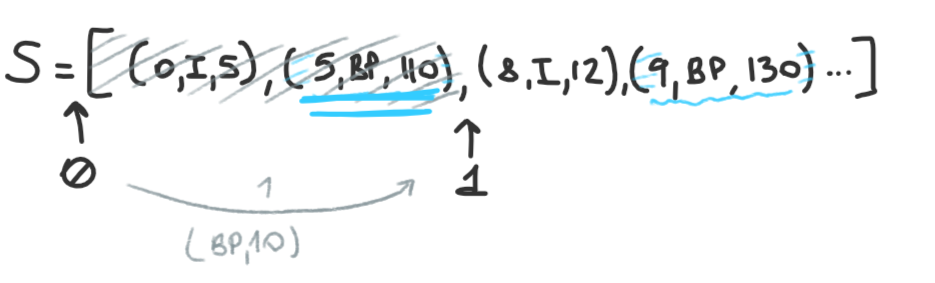 S = [ (0,I,5), (5,BP,110), (8,I,12), (9,BP,130) ... ]
∅ 1 1
(BP,10)